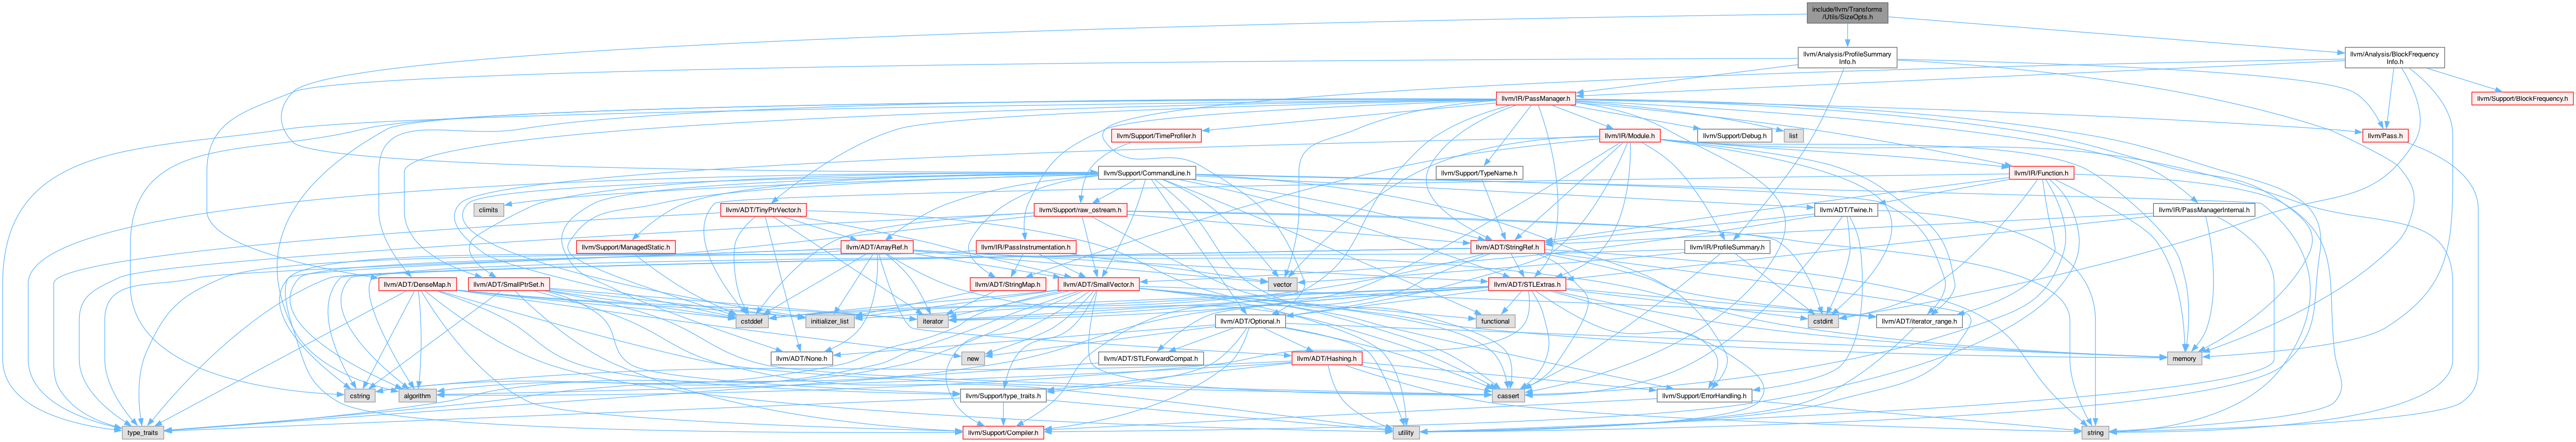 include/llvm/Transforms
/Utils/SizeOpts.h
llvm/Analysis/ProfileSummary
Info.h
llvm/Analysis/BlockFrequency
Info.h
llvm/IR/PassManager.h
llvm/Support/BlockFrequency.h
llvm/Support/TimeProfiler.h
llvm/IR/Module.h
llvm/Support/Debug.h
list
llvm/Pass.h
llvm/Support/CommandLine.h
llvm/Support/TypeName.h
llvm/IR/Function.h
climits
llvm/ADT/TinyPtrVector.h
llvm/Support/raw_ostream.h
llvm/ADT/Twine.h
llvm/IR/PassManagerInternal.h
llvm/Support/ManagedStatic.h
llvm/ADT/ArrayRef.h
llvm/IR/PassInstrumentation.h
llvm/ADT/StringRef.h
llvm/IR/ProfileSummary.h
llvm/ADT/DenseMap.h
llvm/ADT/SmallPtrSet.h
llvm/ADT/StringMap.h
llvm/ADT/SmallVector.h
vector
llvm/ADT/STLExtras.h
cstddef
initializer_list
iterator
llvm/ADT/Optional.h
functional
cstdint
llvm/ADT/iterator_range.h
llvm/ADT/None.h
new
llvm/ADT/STLForwardCompat.h
llvm/ADT/Hashing.h
memory
cstring
algorithm
llvm/Support/type_traits.h
cassert
llvm/Support/ErrorHandling.h
type_traits
llvm/Support/Compiler.h
utility
string